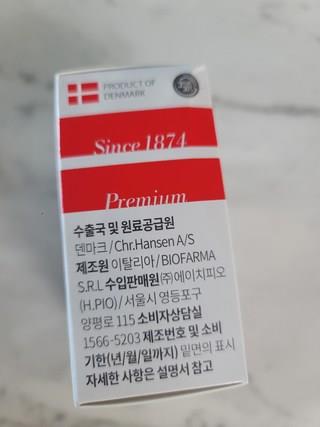 PRODUCT OF
DENMARK
Since 1874
Premium
수출국 및 원료공급원
덴마크/Chr.Hansen A/S
제조원 이탈리아/BIOFARMA
S.R.L 수입판매원 ㈜에이치피오
(H.PIO)/서울시 영등포구
양평로 115 소비자상담실
1566-5203 제조번호 및 소비
기한(년/월/일까지) 밑면의 표시
자세한 사항은 설명서 참고